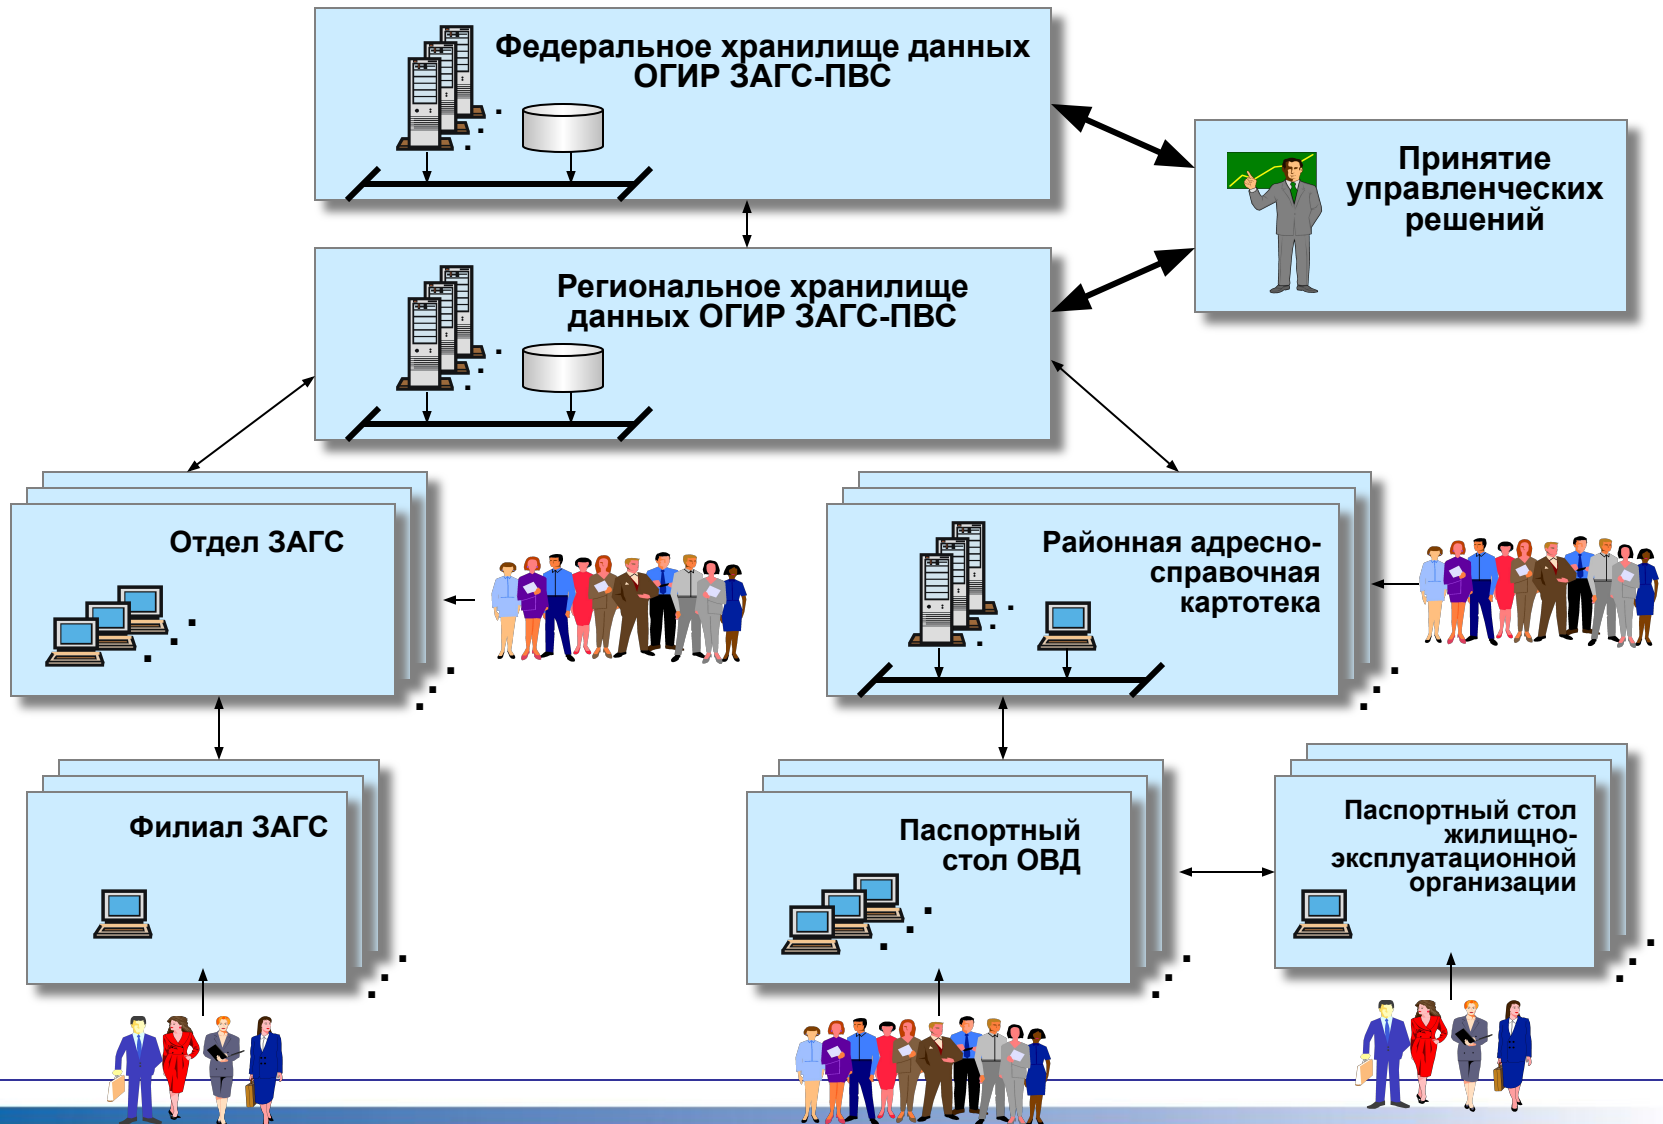 Федеральное хранилище данных
ОГИР ЗАГС-ПВС
Принятие
управленческих
решений
Региональное хранилище
данных ОГИР ЗАГС-ПВС
Отдел ЗАГС
Районная адресно-
справочная
картотека
Филиал ЗАГС
Паспортный
стол ОВД
Паспортный стол
жилищно-
эксплуатационной
организации